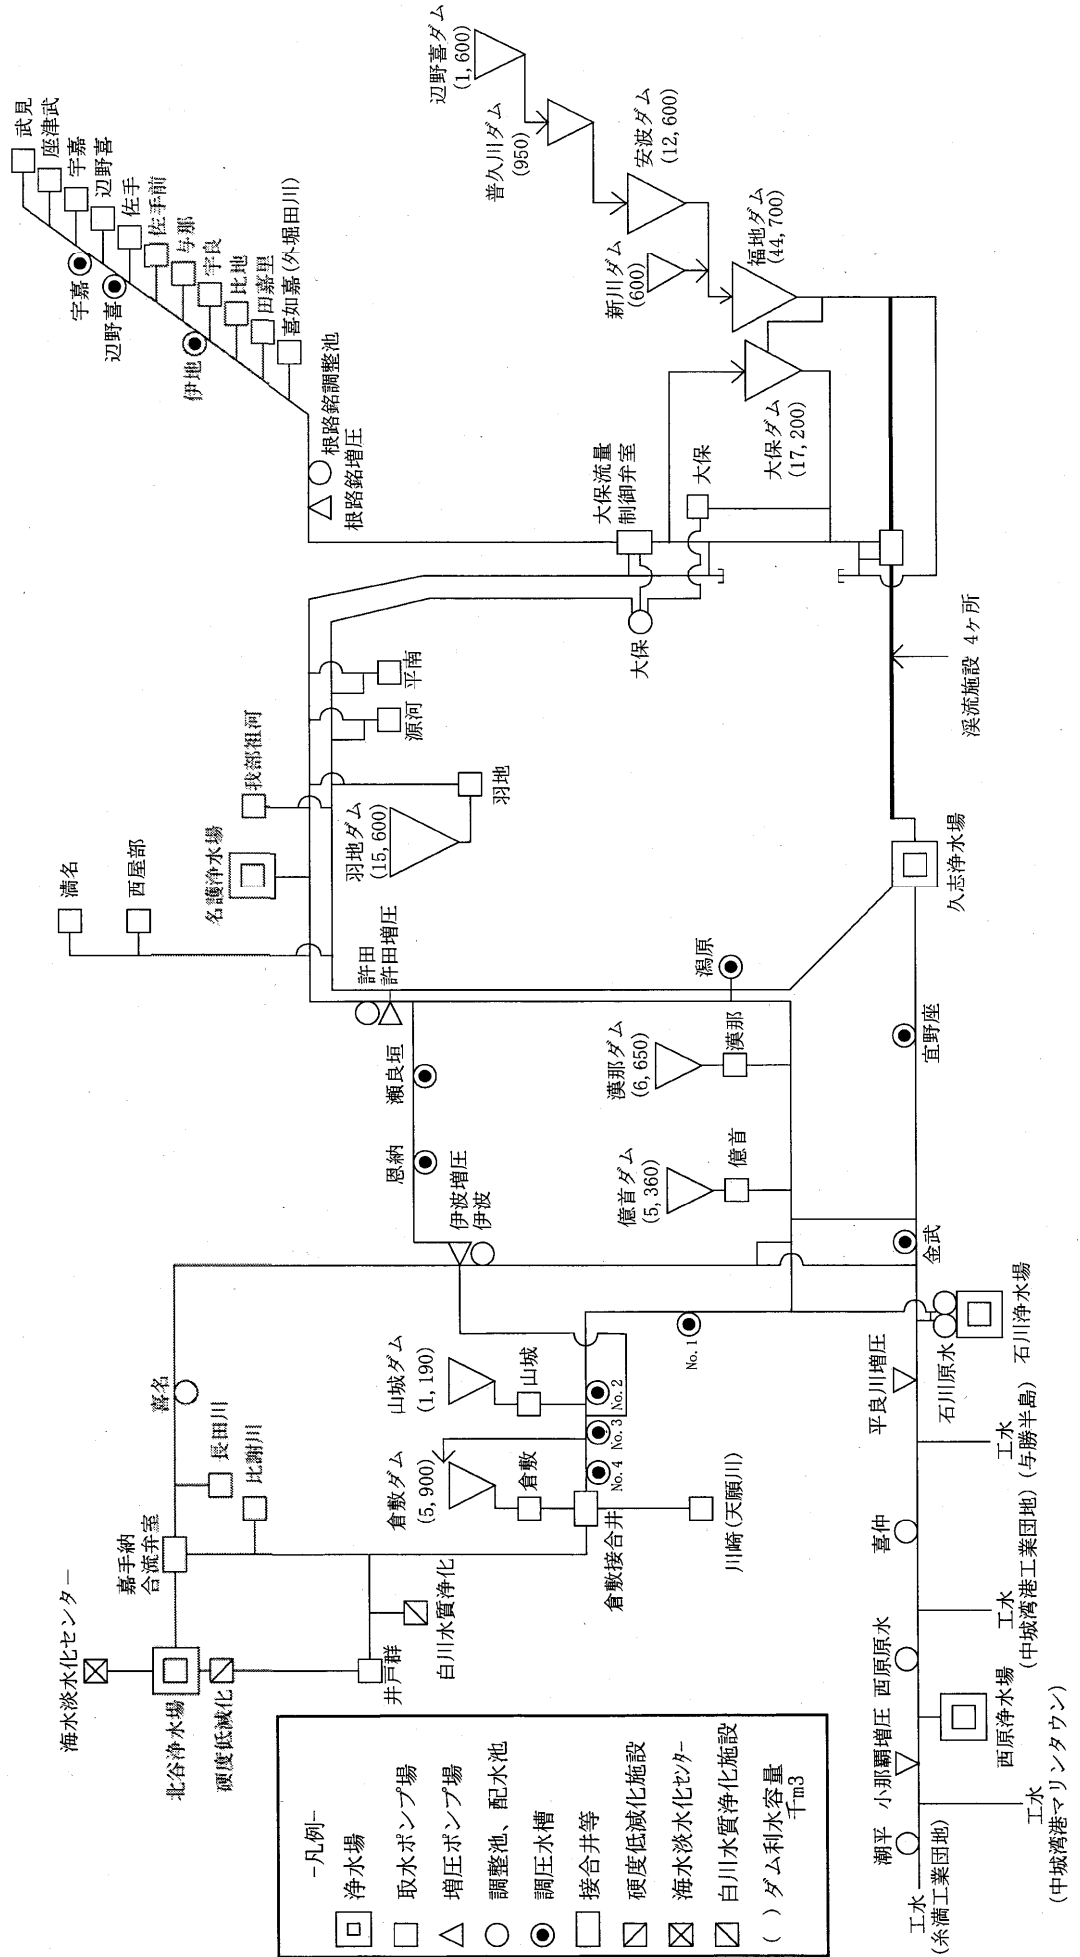 海水淡水化センター
北谷浄水場
硬度低減化
嘉手納
合流弁室
井戸群
白川水質浄化
長田川
比謝川
喜名
倉敷接合井
倉敷ダム
(5,900)
倉敷
川崎(天願川)
山城ダム
(1,190)
山城
No.4
No.3
No.2
No.1
伊波増圧
伊波
恩納
瀬良垣
許田
許田増圧
満名
西屋部
名護浄水場
我部祖河
羽地ダム
(15,600)
羽地
源河
平南
億首ダム
(5,360)
億首
漢那ダム
(6,650)
漢那
潟原
根路銘増圧
根路銘調整池
武見
座津武
宇嘉
辺野喜
佐手
佐手前
与那
宇良
比地
田嘉里
喜如嘉(外堀田川)
宇嘉
辺野喜
伊地
辺野喜ダム
(1,600)
普久川ダム
(950)
安波ダム
(12,600)
新川ダム
(600)
福地ダム
(44,700)
大保ダム
(17,200)
大保流量
制御弁室
大保
大保
渓流施設 4ヶ所
久志浄水場
宜野座
金武
石川浄水場
石川原水
平良川増圧
工水
(与勝半島)
喜仲
工水
(中城湾港工業団地)
西原原水
西原浄水場
小那覇増圧
工水
(中城湾港マリンタウン)
潮平
工水
(糸満工業団地)
-凡例-
浄水場
取水ポンプ場
増圧ポンプ場
調整池、配水池
調圧水槽
接合井等
硬度低減化施設
海水淡水化センター
白川水質浄化施設
( )ダム利水容量
千m3